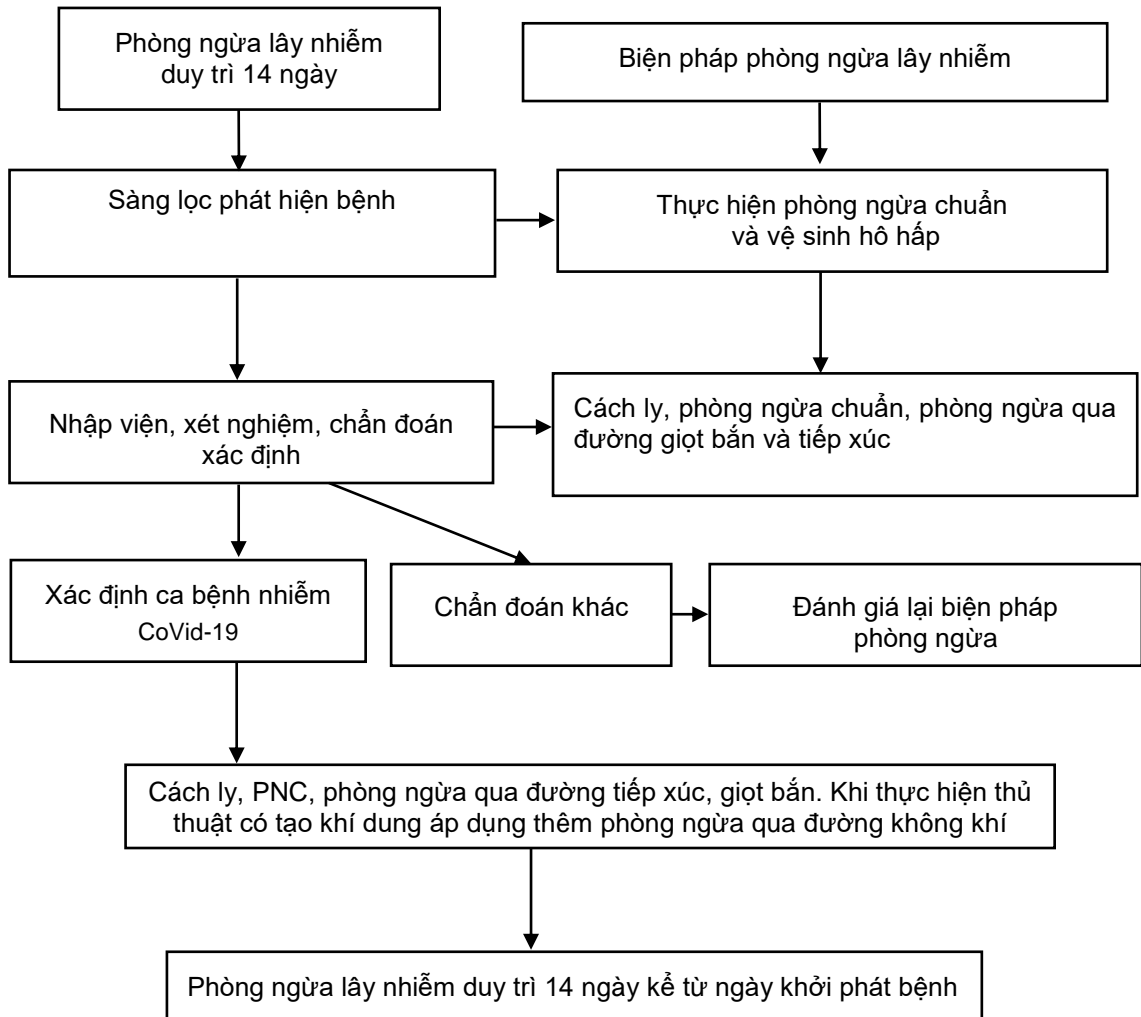 Phòng ngừa lây nhiễm
duy trì 14 ngày
Biện pháp phòng ngừa lây nhiễm
Sàng lọc phát hiện bệnh
Thực hiện phòng ngừa chuẩn
và vệ sinh hô hấp
Nhập viện, xét nghiệm, chẩn đoán
xác định
Cách ly, phòng ngừa chuẩn, phòng ngừa qua
đường giọt bắn và tiếp xúc
Xác định ca bệnh nhiễm
CoVid-19
Chẩn đoán khác
Đánh giá lại biện pháp
phòng ngừa
Cách ly, PNC, phòng ngừa qua đường tiếp xúc, giọt bắn. Khi thực hiện thủ
thuật có tạo khí dung áp dụng thêm phòng ngừa qua đường không khí
Phòng ngừa lây nhiễm duy trì 14 ngày kể từ ngày khởi phát bệnh